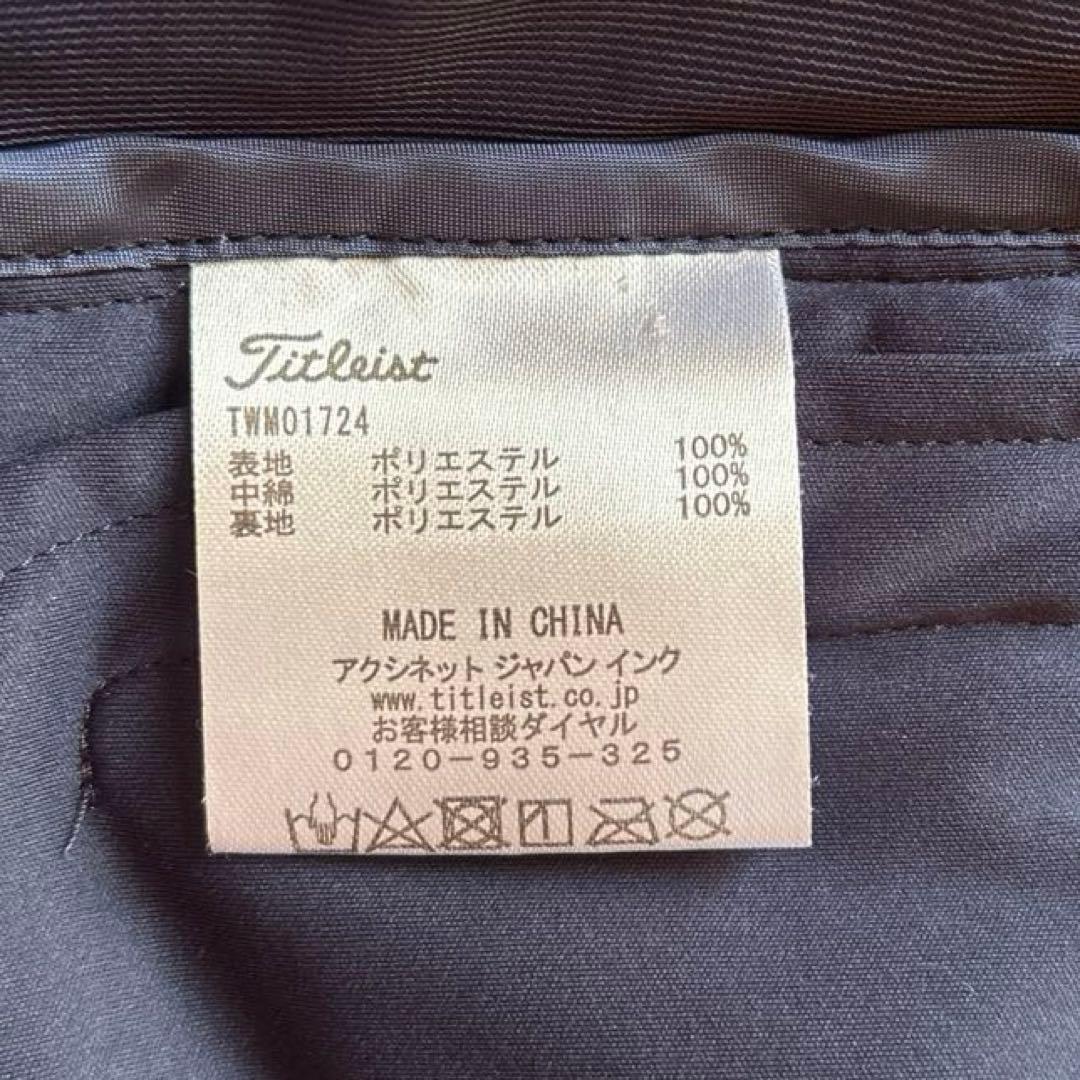 Titleist
TWM01724
表地 ポリエステル 100%
中綿 ポリエステル 100%
裏地 ポリエステル 100%
MADE IN CHINA
アクシネット ジャパン インク
www.titleist.co.jp
お客様相談ダイヤル
0120-935-325